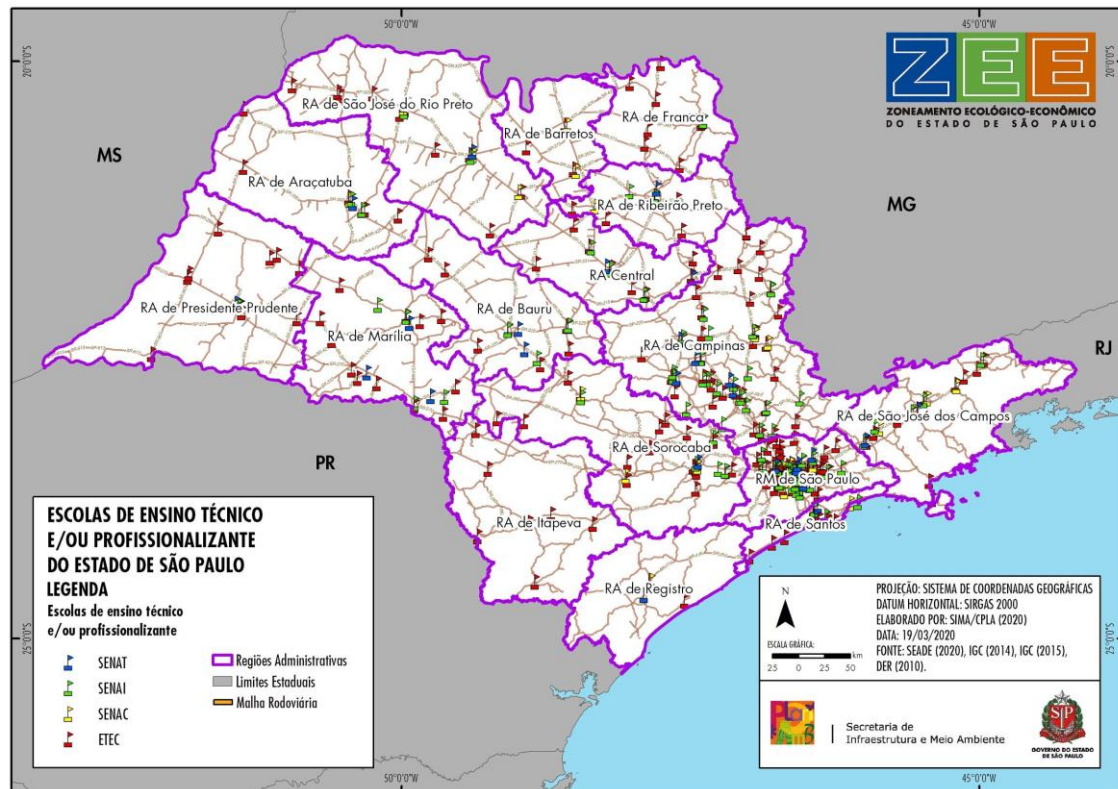 50°0'0"W
45°0'0"W
20°0'0"S
20°0'0"S
ZEE
ZONEAMENTO ECOLÓGICO-ECONÔMICO
DO ESTADO DE SÃO PAULO
MS
MG
RJ
PR
RA de São José do Rio Preto
RA de Barretos
RA de Franca
RA de Araçatuba
RA de Ribeirão Preto
RA Central
RA de Presidente Prudente
RA de Bauru
RA de Marília
RA de Campinas
RA de São José dos Campos
RA de Sorocaba
RM de São Paulo
RA de Santos
RA de Itapeva
RA de Registro
ESCOLAS DE ENSINO TÉCNICO
E/OU PROFISSIONALIZANTE
DO ESTADO DE SÃO PAULO
LEGENDA
Escolas de ensino técnico
e/ou profissionalizante
SENAT
SENAI
SENAC
ETEC
Regiões Administrativas
Limites Estaduais
Malha Rodoviária
N
ESCALA GRÁFICA:
25 0 25 50 km
PROJEÇÃO: SISTEMA DE COORDENADAS GEOGRÁFICAS
DATUM HORIZONTAL: SIRGAS 2000
ELABORADO POR: SIMA/CPLA (2020)
DATA: 19/03/2020
FONTE: SEADE (2020), IGC (2014), IGC (2015),
DER (2010).
Secretaria de
Infraestrutura e Meio Ambiente
SP
GOVERNO DO ESTADO
DE SÃO PAULO
25°0'0"S
25°0'0"S
50°0'0"W
45°0'0"W